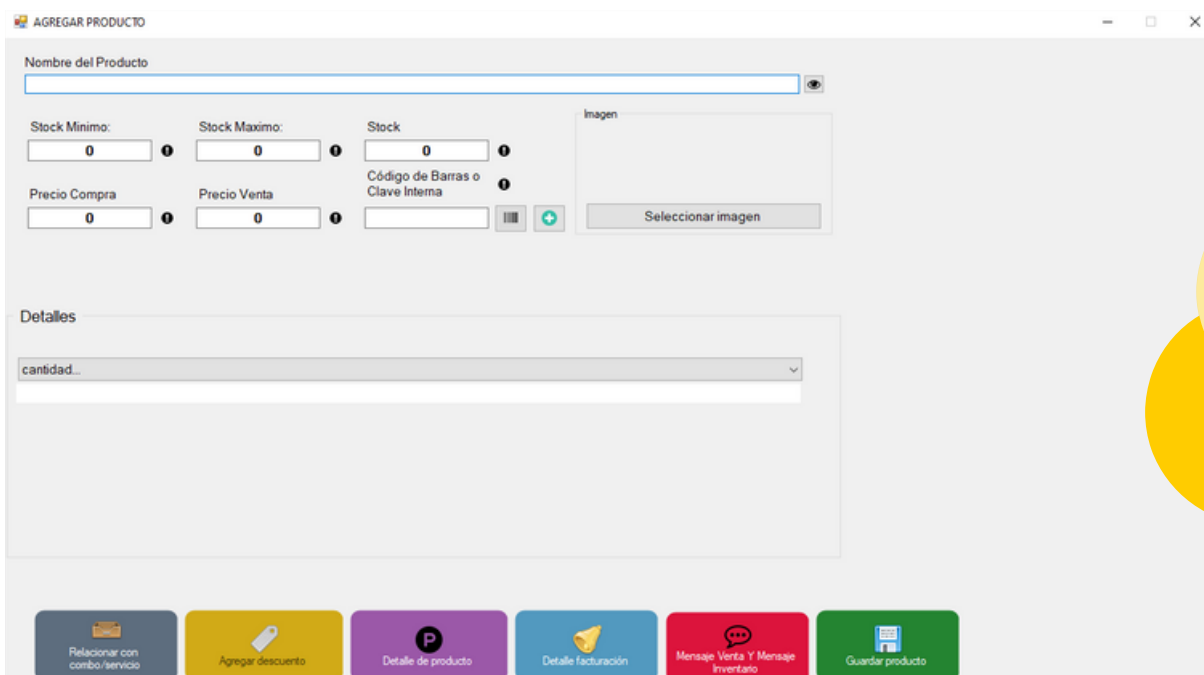 AGREGAR PRODUCTO
Nombre del Producto
Stock Minimo:
Stock Maximo:
Stock
Imagen
0
0
0
Precio Compra
Precio Venta
Código de Barras o
Clave Interna
0
0
Seleccionar imagen
Detalles
cantidad...
Relacionar con
combo/servicio
Agregar descuento
P
Detalle de producto
Detalle facturación
Mensaje Venta Y Mensaje
Inventario
Guardar producto